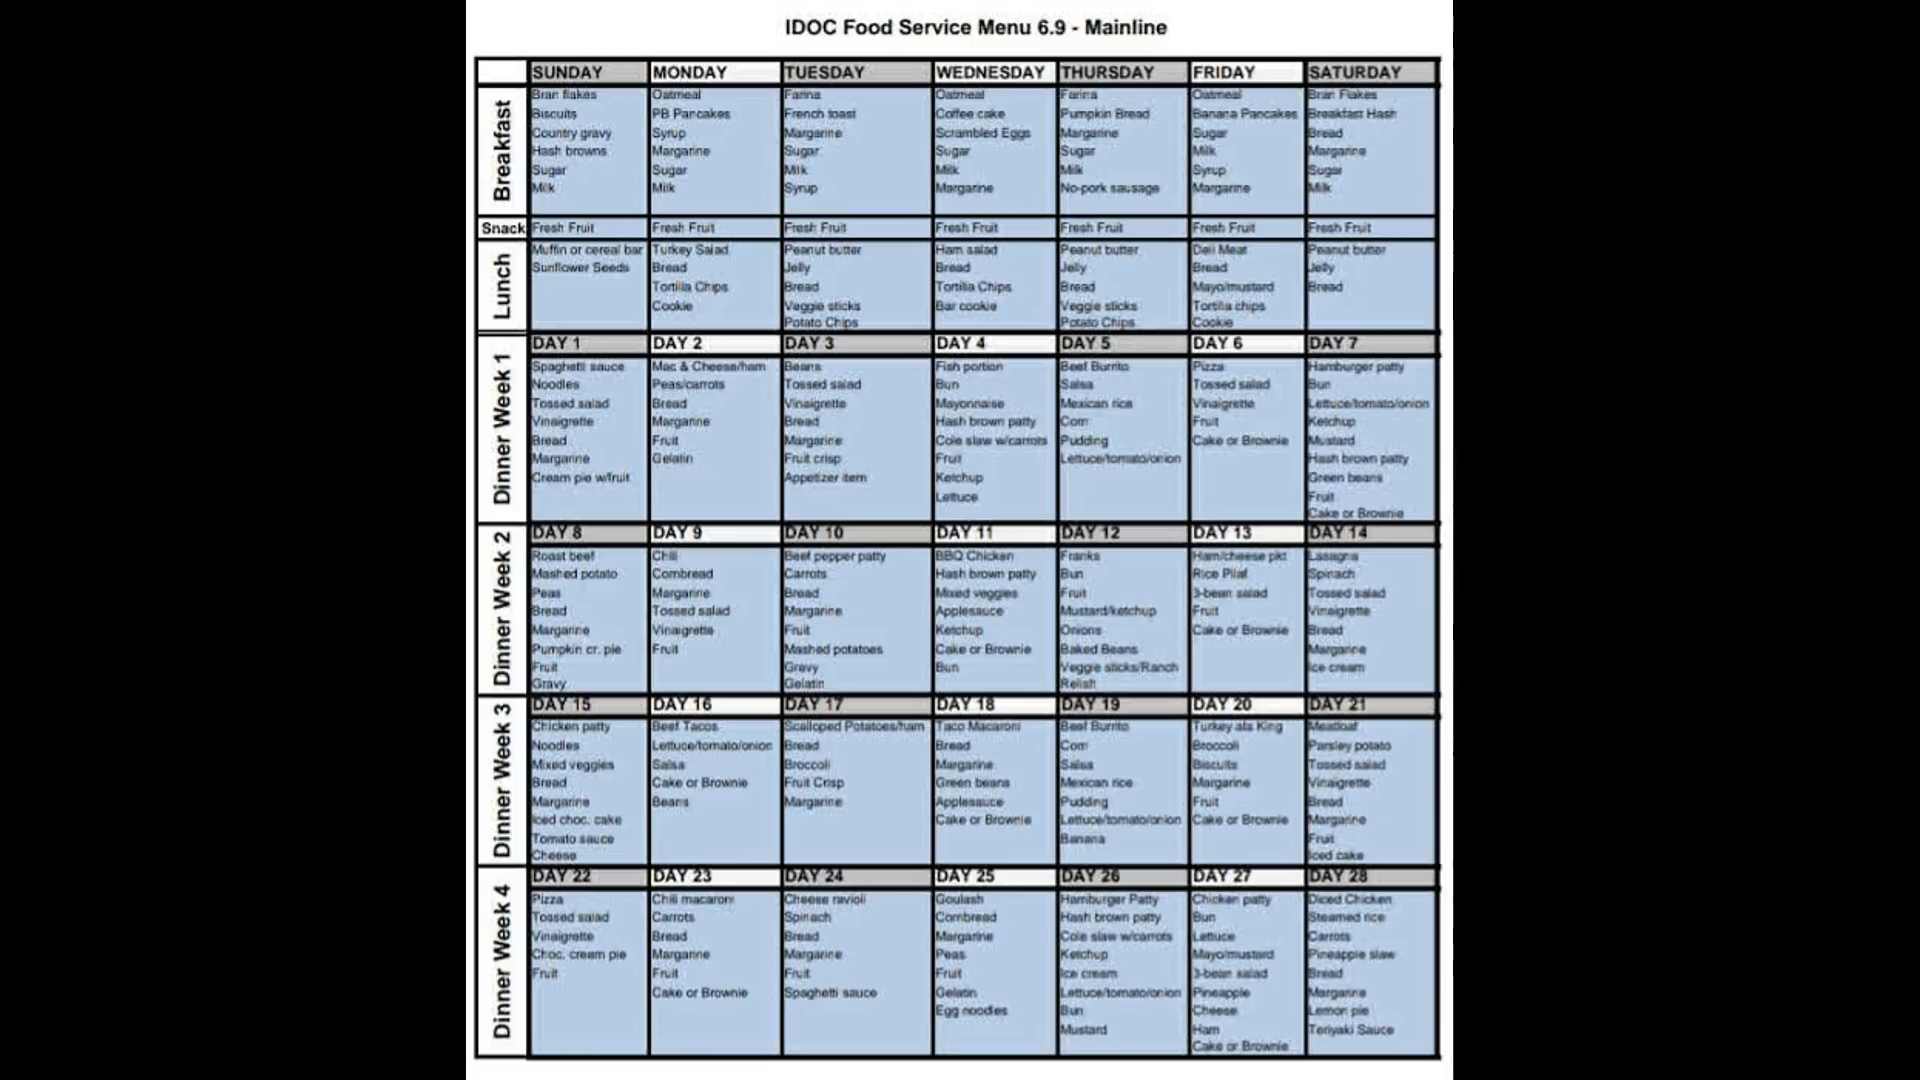 IDOC Food Service Menu 6.9 - Mainline
SUNDAY MONDAY TUESDAY WEDNESDAY THURSDAY FRIDAY SATURDAY
Breakfast
Bran flakes Oatmeal Farina Oatmeal Farina Oatmeal Bran Flakes
Biscuits PB Pancakes French toast Coffee cake Pumpkin Bread Banana Pancakes Breakfast Hash
Country gravy Syrup Margarine Scrambled Eggs Margarine Sugar Bread
Hash browns Margarine Sugar Sugar Sugar Milk Margarine
Sugar Sugar Milk Milk Milk Syrup Sugar
Milk Milk Syrup Margarine No-pork sausage Margarine Milk
Snack Fresh Fruit Fresh Fruit Fresh Fruit Fresh Fruit Fresh Fruit Fresh Fruit Fresh Fruit
Lunch
Muffin or cereal bar Turkey Salad Peanut butter Ham salad Peanut butter Deli Meat Peanut butter
Sunflower Seeds Bread Jelly Bread Jelly Bread Jelly
Tortilla Chips Bread Tortilla Chips Bread Mayo/mustard Bread
Cookie Veggie sticks Bar cookie Veggie sticks Tortilla chips
Potato Chips Potato Chips Cookie
Dinner Week 1
DAY 1 DAY 2 DAY 3 DAY 4 DAY 5 DAY 6 DAY 7
Spaghetti sauce Mac & Cheese/ham Beans Fish portion Beef Burrito Pizza Hamburger patty
Noodles Peas/carrots Tossed salad Bun Salsa Tossed salad Bun
Tossed salad Bread Vinaigrette Mayonnaise Mexican rice Vinaigrette Lettuce/tomato/onion
Vinaigrette Margarine Bread Hash brown patty Corn Fruit Ketchup
Bread Fruit Margarine Cole slaw w/carrots Pudding Cake or Brownie Mustard
Margarine Gelatin Fruit crisp Fruit Lettuce/tomato/onion Hash brown patty
Cream pie w/fruit Appetizer item Ketchup Green beans
Lettuce Fruit
Cake or Brownie
Dinner Week 2
DAY 8 DAY 9 DAY 10 DAY 11 DAY 12 DAY 13 DAY 14
Roast beef Chili Beef pepper patty BBQ Chicken Franks Ham/cheese pkt Lasagna
Mashed potato Cornbread Carrots Hash brown patty Bun Rice Pilaf Spinach
Peas Margarine Bread Mixed veggies Fruit 3-bean salad Tossed salad
Bread Tossed salad Margarine Applesauce Mustard/ketchup Fruit Vinaigrette
Margarine Vinaigrette Fruit Ketchup Onions Cake or Brownie Bread
Pumpkin cr. pie Fruit Mashed potatoes Cake or Brownie Baked Beans Margarine
Fruit Gravy Bun Veggie sticks/Ranch Ice cream
Gravy Gelatin Relish
Dinner Week 3
DAY 15 DAY 16 DAY 17 DAY 18 DAY 19 DAY 20 DAY 21
Chicken patty Beef Tacos Scalloped Potatoes/ham Taco Macaroni Beef Burrito Turkey ala King Meatloaf
Noodles Lettuce/tomato/onion Bread Bread Corn Broccoli Parsley potato
Mixed veggies Salsa Broccoli Margarine Salsa Biscuits Tossed salad
Bread Cake or Brownie Fruit Crisp Green beans Mexican rice Margarine Vinaigrette
Margarine Beans Margarine Applesauce Pudding Fruit Bread
Iced choc. cake Cake or Brownie Lettuce/tomato/onion Cake or Brownie Margarine
Tomato sauce Banana Fruit
Cheese Iced cake
Dinner Week 4
DAY 22 DAY 23 DAY 24 DAY 25 DAY 26 DAY 27 DAY 28
Pizza Chili macaroni Cheese ravioli Goulash Hamburger Patty Chicken patty Diced Chicken
Tossed salad Carrots Spinach Cornbread Hash brown patty Bun Steamed rice
Vinaigrette Bread Bread Margarine Cole slaw w/carrots Lettuce Carrots
Choc. cream pie Margarine Margarine Peas Ketchup Mayo/mustard Pineapple slaw
Fruit Fruit Fruit Fruit Ice cream 3-bean salad Bread
Cake or Brownie Spaghetti sauce Gelatin Lettuce/tomato/onion Pineapple Margarine
Egg noodles Bun Cheese Lemon pie
Mustard Ham Teriyaki Sauce
Cake or Brownie